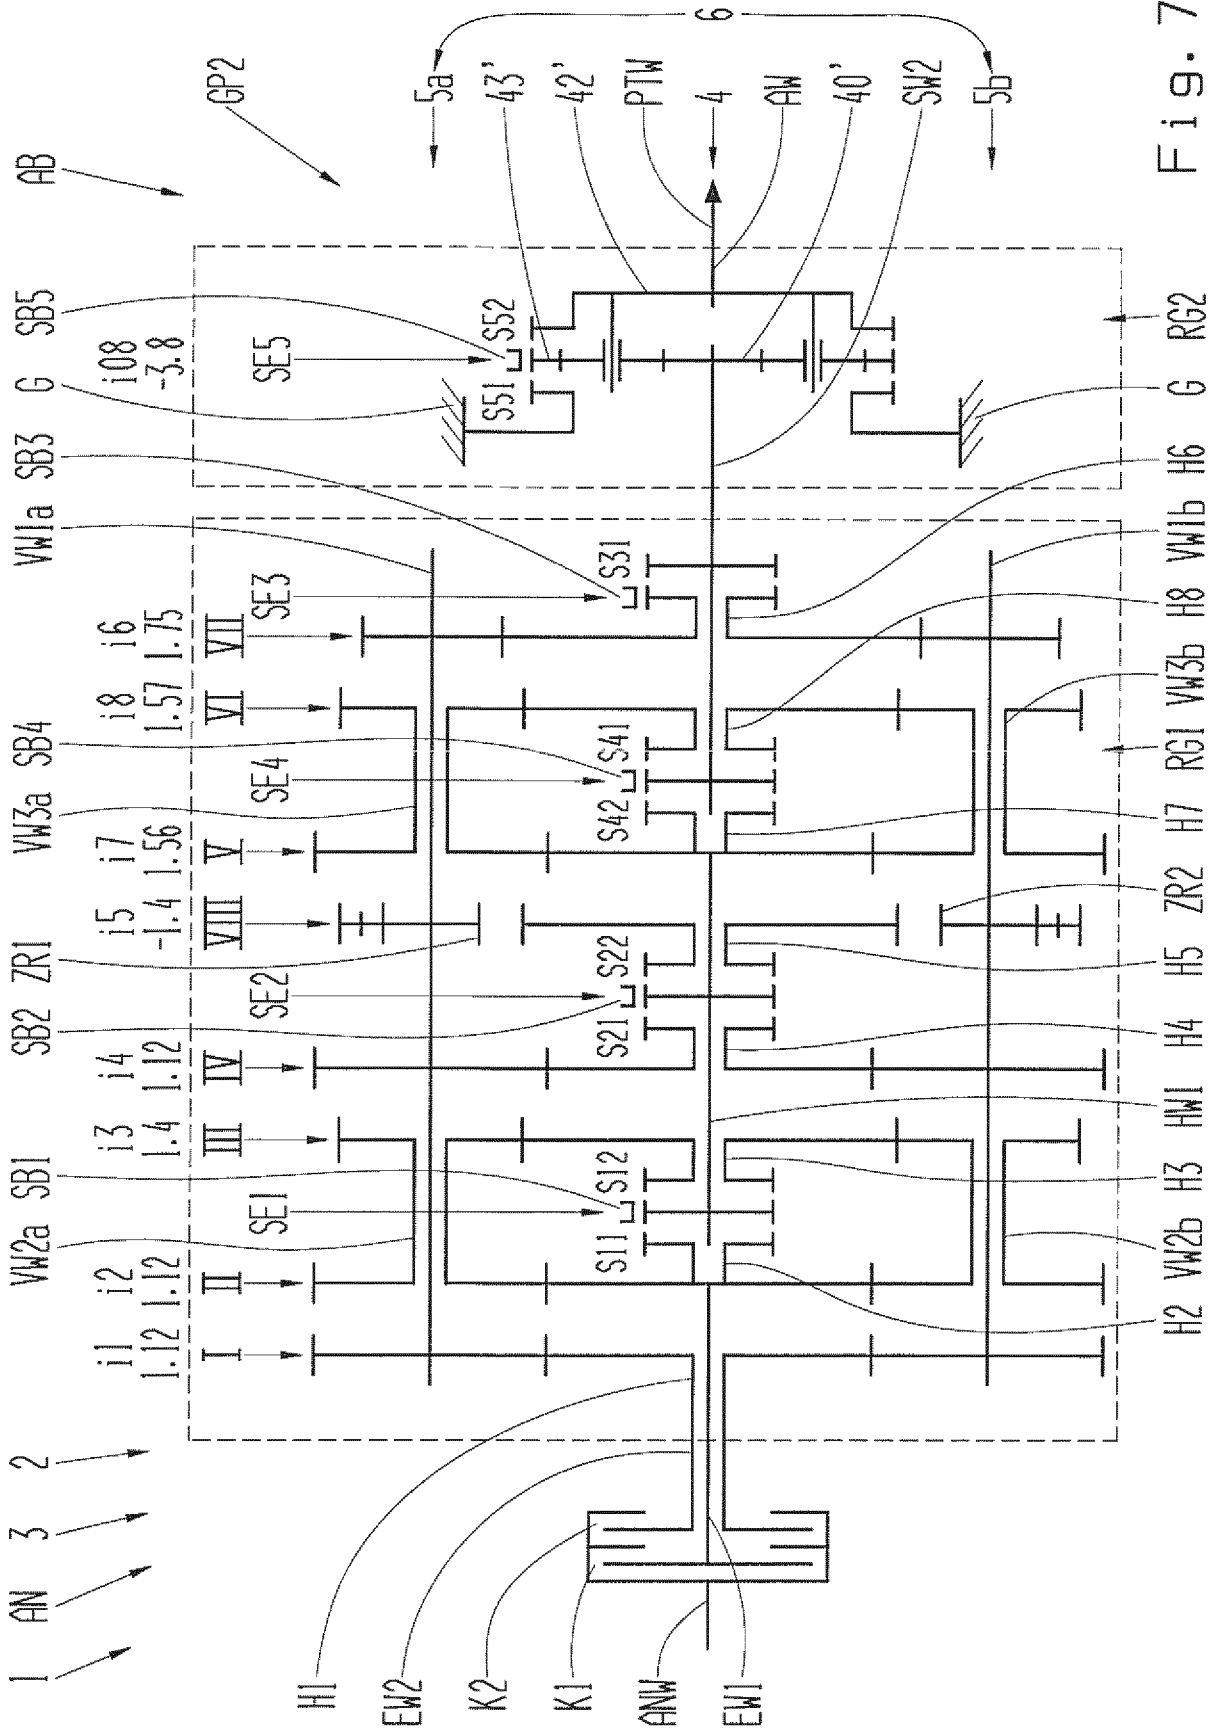 1 AN 3 2
AB
GP2
i1 i2 i3 i4 i5 i7 i8 i6 i08
1.12 1.12 1.4 1.12 -1.4 1.56 1.57 1.75 -3.8
I II III IV VIII V VI VII
VW2a SB1 SB2 ZR1 VW3a SB4 VW1a SB3 G SB5
SE1 SE2 SE4 SE3 SE5
S11 S12 S21 S22 S42 S41 S31 S51 S52
H1
EW2
K2
K1
ANW
EW1
5a
43'
42'
PTW
4
6
AW
40'
SW2
5b
H2 VW2b H3 HW1 H4 H5 ZR2 H7 RG1 VW3b H8 VW1b H6 G RG2
Fig. 7